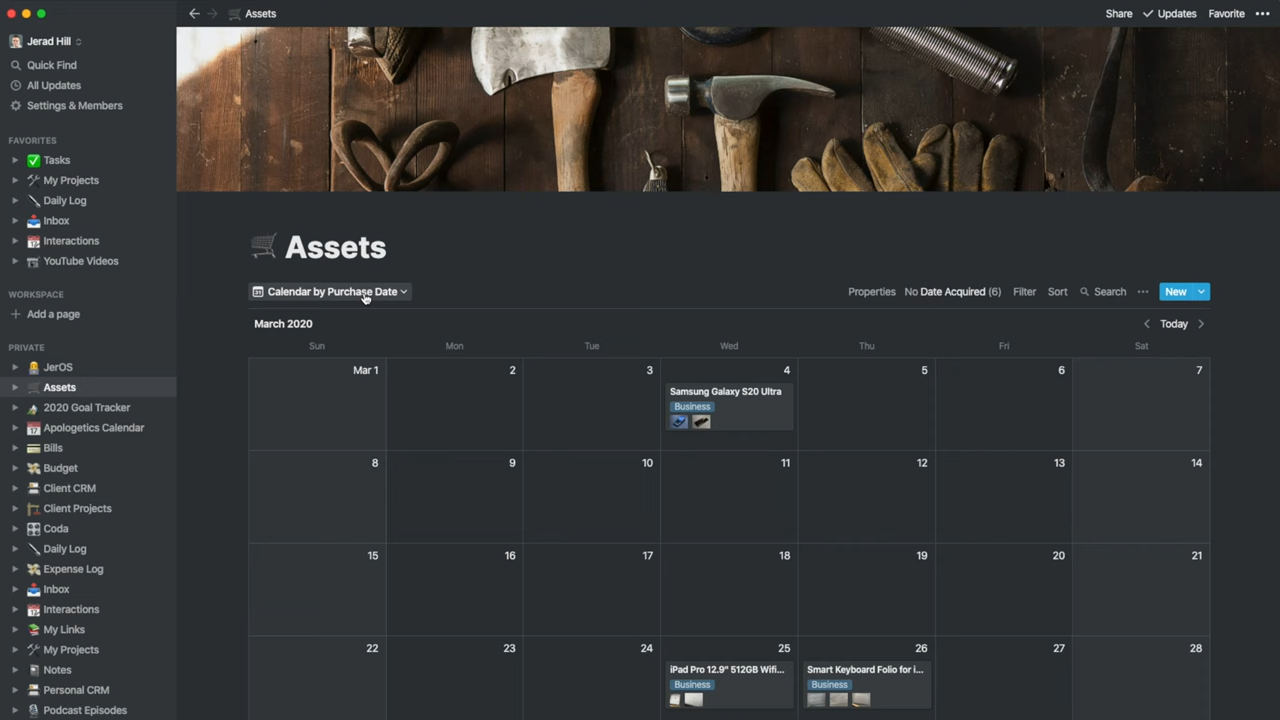 Assets
Share
Updates
Favorite
Jerad Hill
Quick Find
All Updates
Settings & Members
FAVORITES
Tasks
My Projects
Daily Log
Inbox
Interactions
YouTube Videos
WORKSPACE
Add a page
PRIVATE
JerOS
Assets
2020 Goal Tracker
Apologetics Calendar
Bills
Budget
Client CRM
Client Projects
Coda
Daily Log
Expense Log
Inbox
Interactions
My Links
My Projects
Notes
Personal CRM
Podcast Episodes
Assets
Calendar by Purchase Date
Properties
No Date Acquired (6)
Filter
Sort
Search
New
March 2020
Today
Sun Mon Tue Wed Thu Fri Sat
Mar 1 2 3 4 5 6 7
Samsung Galaxy S20 Ultra
Business
8 9 10 11 12 13 14
15 16 17 18 19 20 21
22 23 24 25 26 27 28
iPad Pro 12.9" 512GB Wifi...
Business
Smart Keyboard Folio for i...
Business